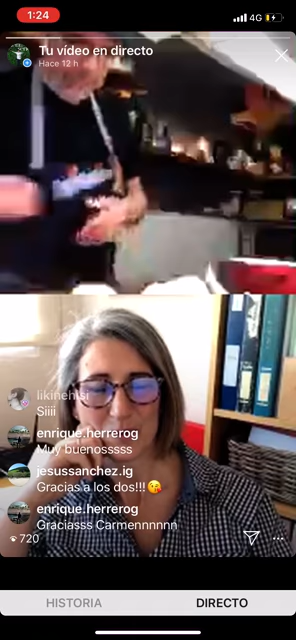 1:24
4G
Tu vídeo en directo
Hace 12 h
likinehisi
Siiii
enrique.herrerog
Muy buenosssss
jesussanchez.ig
Gracias a los dos!!!😘
enrique.herrerog
Graciasss Carmennnnnn
720
HISTORIA
DIRECTO